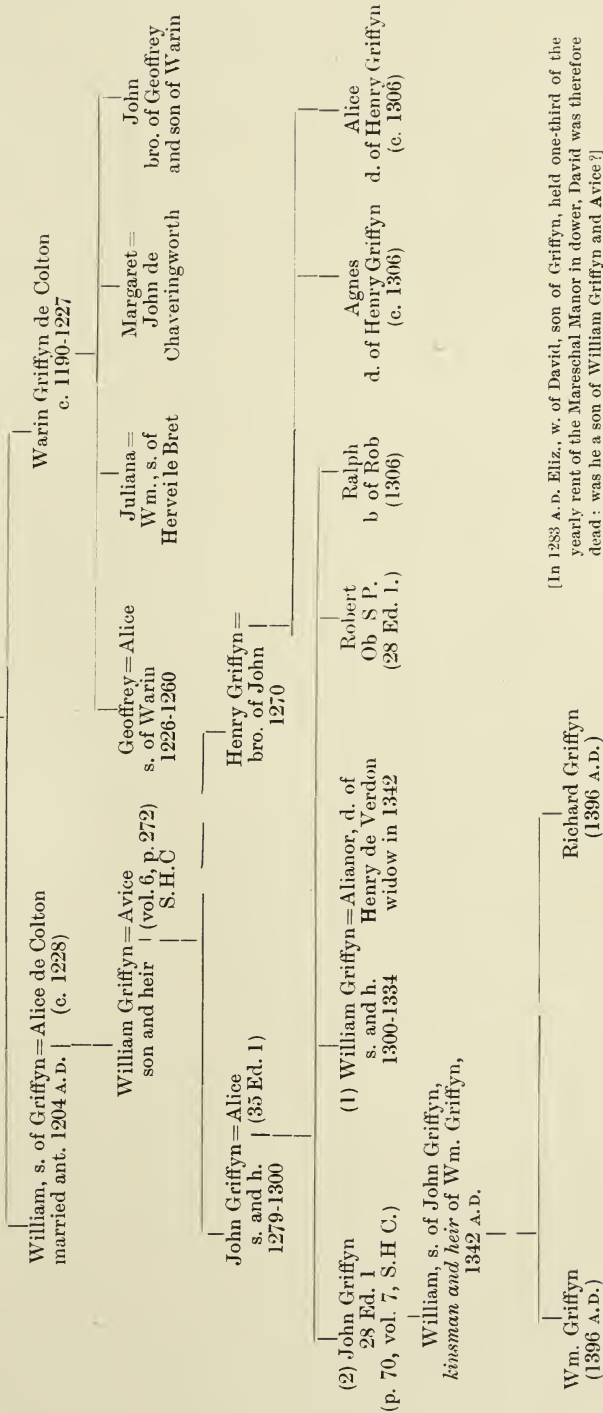 William, s. of Griffyn=Alice de Colton
married ant. 1204 A.D. (c. 1228)
Warin Griffyn de Colton
c. 1190-1227
William Griffyn=Avice
son and heir (vol. 6, p. 272)
S.H.C
Geoffrey=Alice
s. of Warin
1226-1260
Juliana=
Wm., s. of
Hervei le Bret
Margaret=
John de
Chaveringworth
John
bro. of Geoffrey
and son of Warin
John Griffyn=Alice
s. and h. (35 Ed. 1)
1279-1300
Henry Griffyn=
bro. of John
1270
(2) John Griffyn
28 Ed. 1
(p. 70, vol. 7, S.H C.)
(1) William Griffyn=Alianor, d. of
s. and h. Henry de Verdon
1300-1334 widow in 1342
Robert
Ob S P.
(28 Ed. 1.)
Ralph
b of Rob
(1306)
Agnes
d. of Henry Griffyn
(c. 1306)
Alice
d. of Henry Griffyn
(c. 1306)
William, s. of John Griffyn,
kinsman and heir of Wm. Griffyn,
1342 A.D.
Wm. Griffyn
(1396 A.D.)
Richard Griffyn
(1396 A.D.)
[In 1283 A.D. Eliz., w. of David, son of Griffyn, held one-third of the
yearly rent of the Mareschal Manor in dower, David was therefore
dead: was he a son of William Griffyn and Avice?]